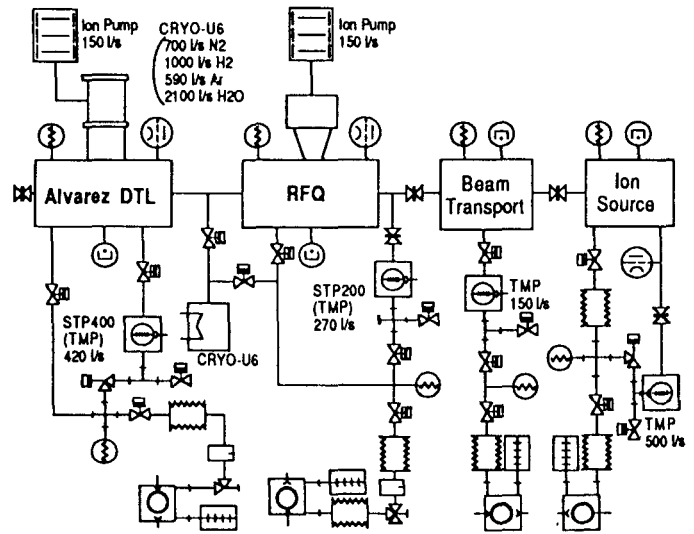 Ion Pump
150 l/s
CRYO-U6
700 l/s N2
1000 l/s H2
590 l/s Ar
2100 l/s H2O
Ion Pump
150 l/s
Alvarez DTL
RFQ
Beam
Transport
Ion
Source
STP400
(TMP)
420 l/s
CRYO-U6
STP200
(TMP)
270 l/s
TMP
150 l/s
TMP
500 l/s